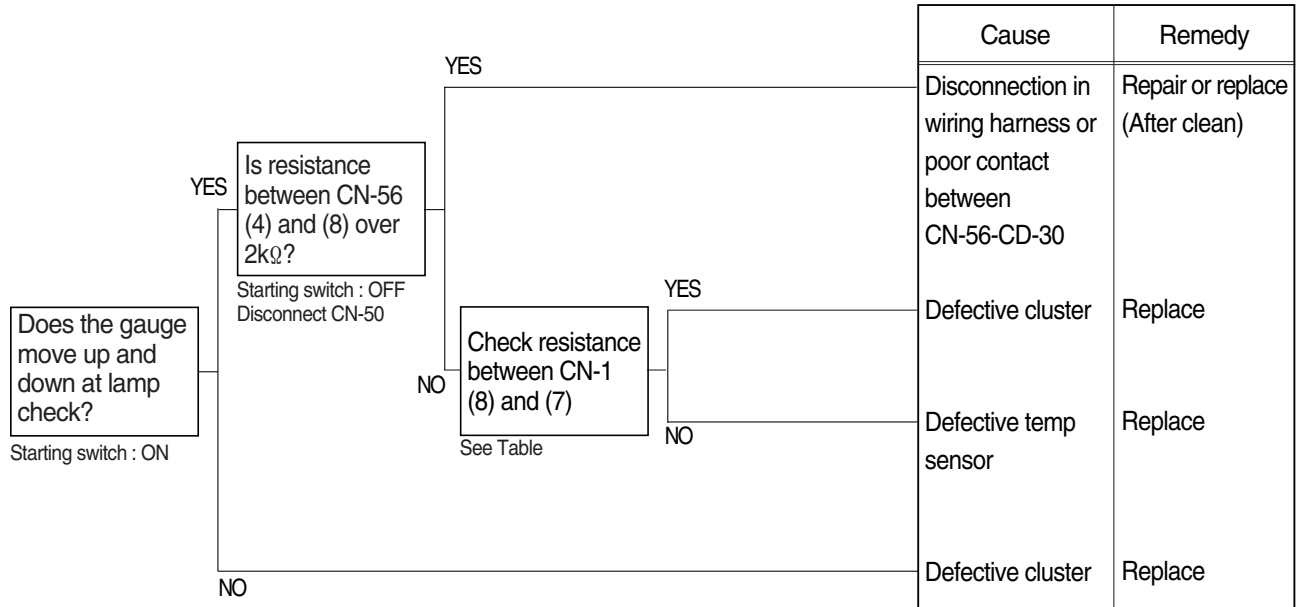 Cause
Remedy
YES
Disconnection in
wiring harness or
poor contact
between
CN-56-CD-30
Repair or replace
(After clean)
YES
Is resistance
between CN-56
(4) and (8) over
2kΩ?
Starting switch : OFF
Disconnect CN-50
YES
Defective cluster
Replace
Does the gauge
move up and
down at lamp
check?
Starting switch : ON
NO
Check resistance
between CN-1
(8) and (7)
See Table
NO
Defective temp
sensor
Replace
NO
Defective cluster
Replace